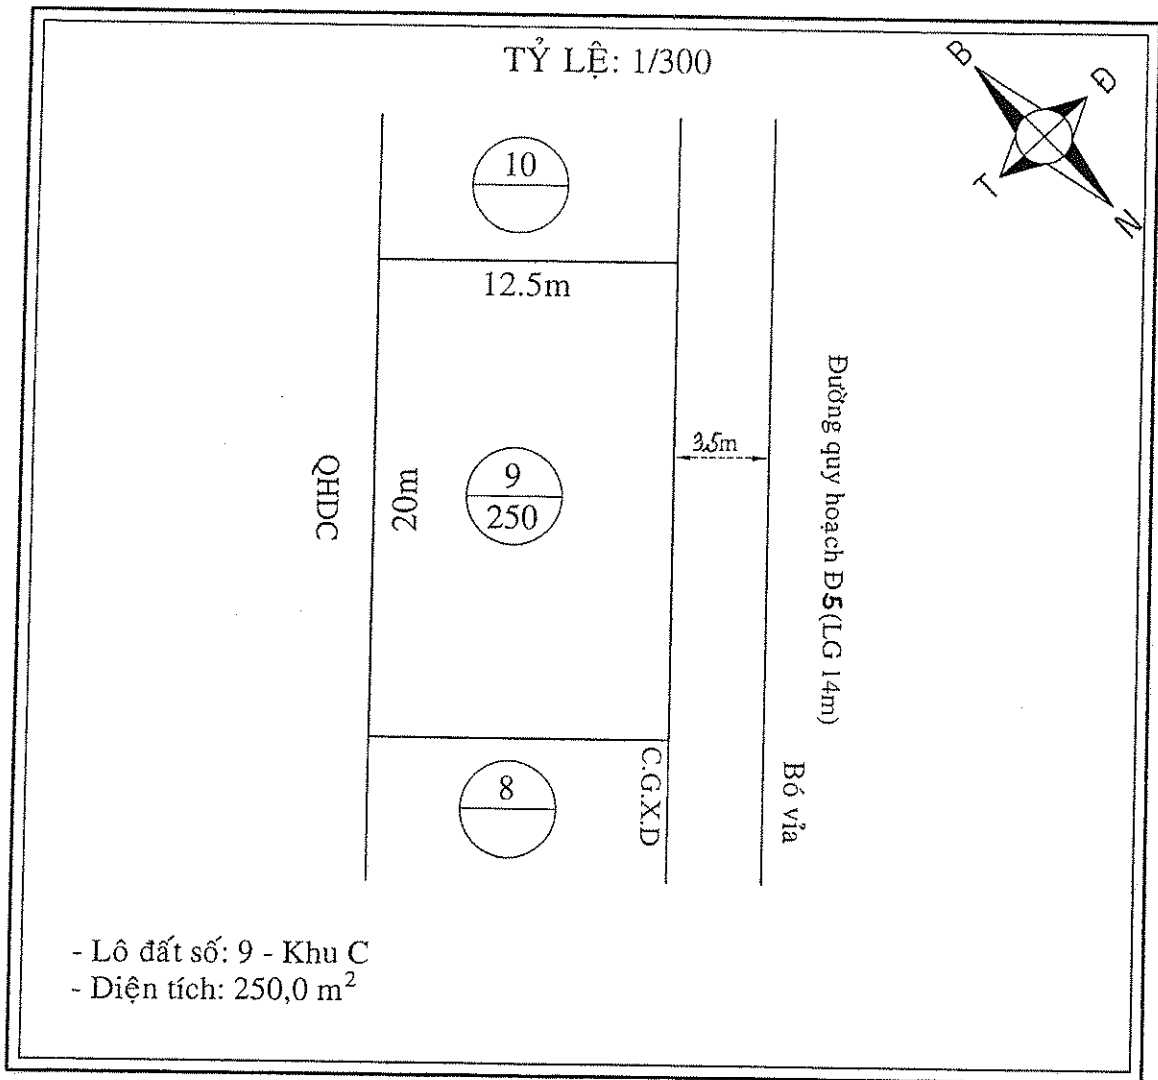 TỶ LỆ: 1/300
B
Đ
T
N
10
12.5m
3.5m
Đường quy hoạch Đ5(LG 14m)
QHDC
20m
9
250
8
C.G.X.D
Bó vỉa
- Lô đất số: 9 - Khu C
- Diện tích: 250,0 m²